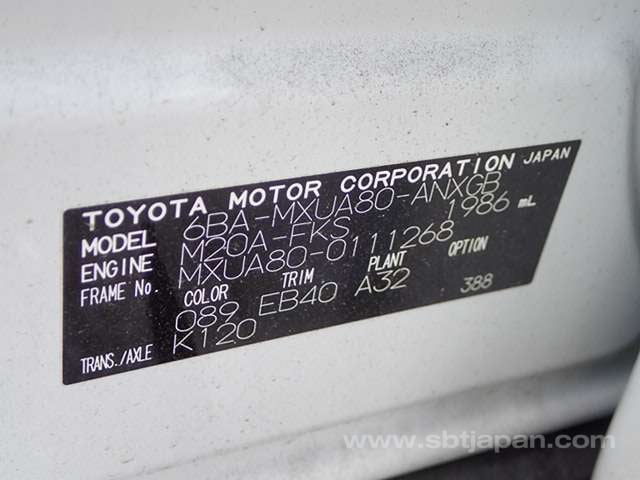 TOYOTA MOTOR CORPORATION JAPAN
MODEL 6BA-MXUA80-ANXGB
ENGINE M20A-FKS 1986 mL
FRAME No. MXUA80-0111268
COLOR TRIM PLANT OPTION
089 EB40 A32 388
TRANS./AXLE K120
www.sbtjapan.com